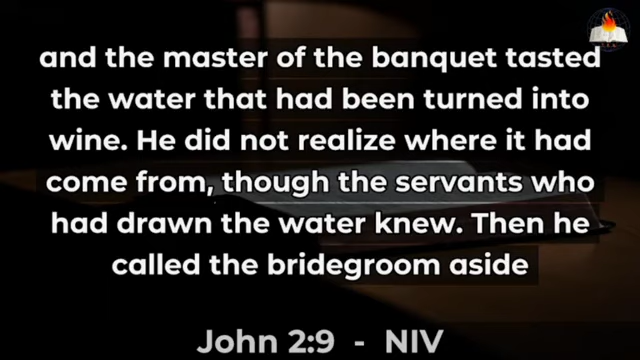 and the master of the banquet tasted
the water that had been turned into
wine. He did not realize where it had
come from, though the servants who
had drawn the water knew. Then he
called the bridegroom aside
John 2:9 - NIV